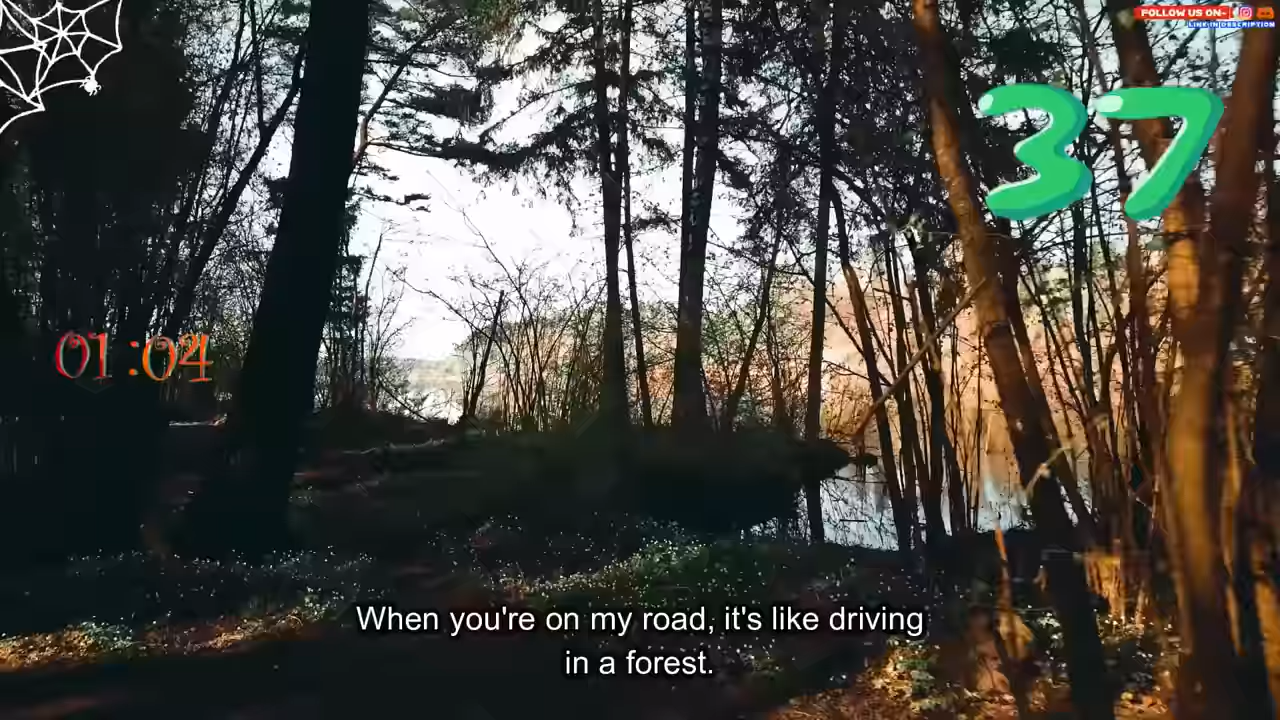 FOLLOW US ON-
LINK IN DESCRIPTION
37
01:04
When you're on my road, it's like driving
in a forest.